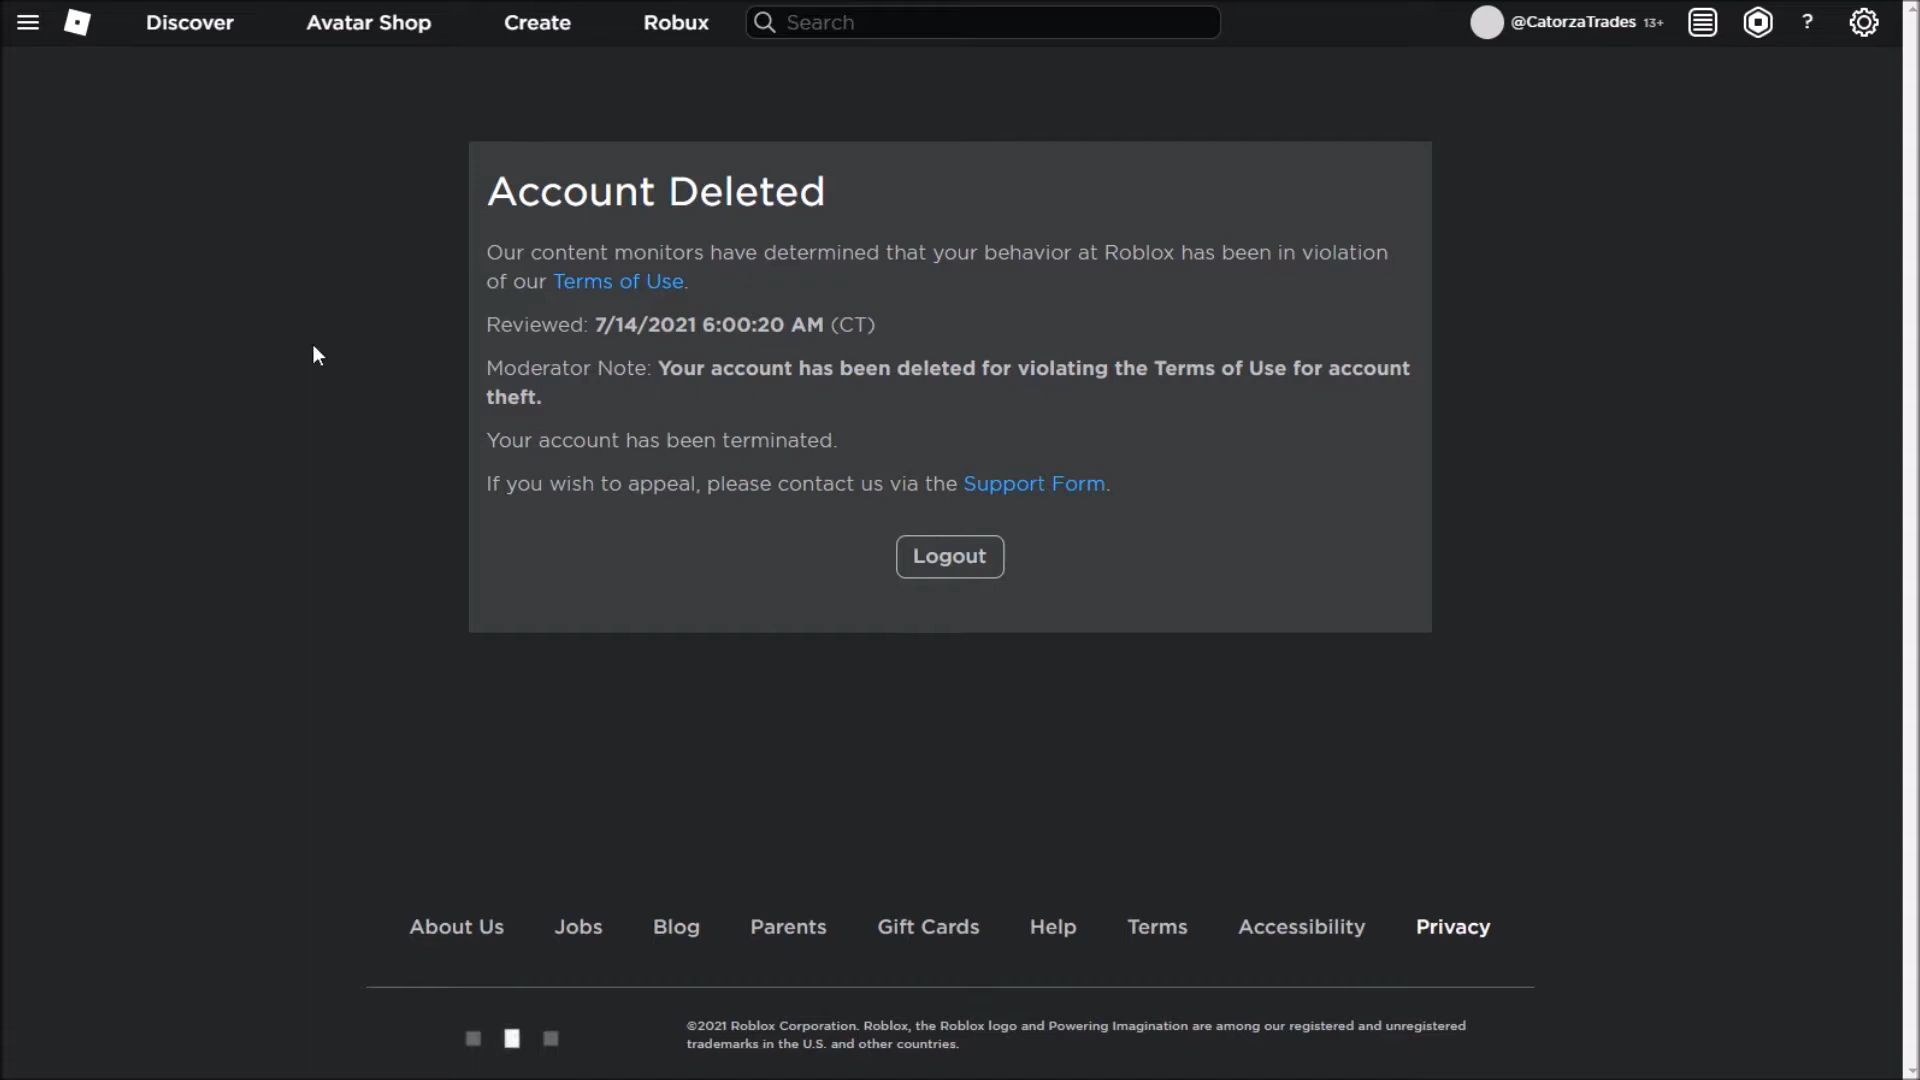 Discover Avatar Shop Create Robux Search @CatorzaTrades 13+ ?
Account Deleted
Our content monitors have determined that your behavior at Roblox has been in violation
of our Terms of Use.
Reviewed: 7/14/2021 6:00:20 AM (CT)
Moderator Note: Your account has been deleted for violating the Terms of Use for account
theft.
Your account has been terminated.
If you wish to appeal, please contact us via the Support Form.
Logout
About Us Jobs Blog Parents Gift Cards Help Terms Accessibility Privacy
©2021 Roblox Corporation. Roblox, the Roblox logo and Powering Imagination are among our registered and unregistered
trademarks in the U.S. and other countries.